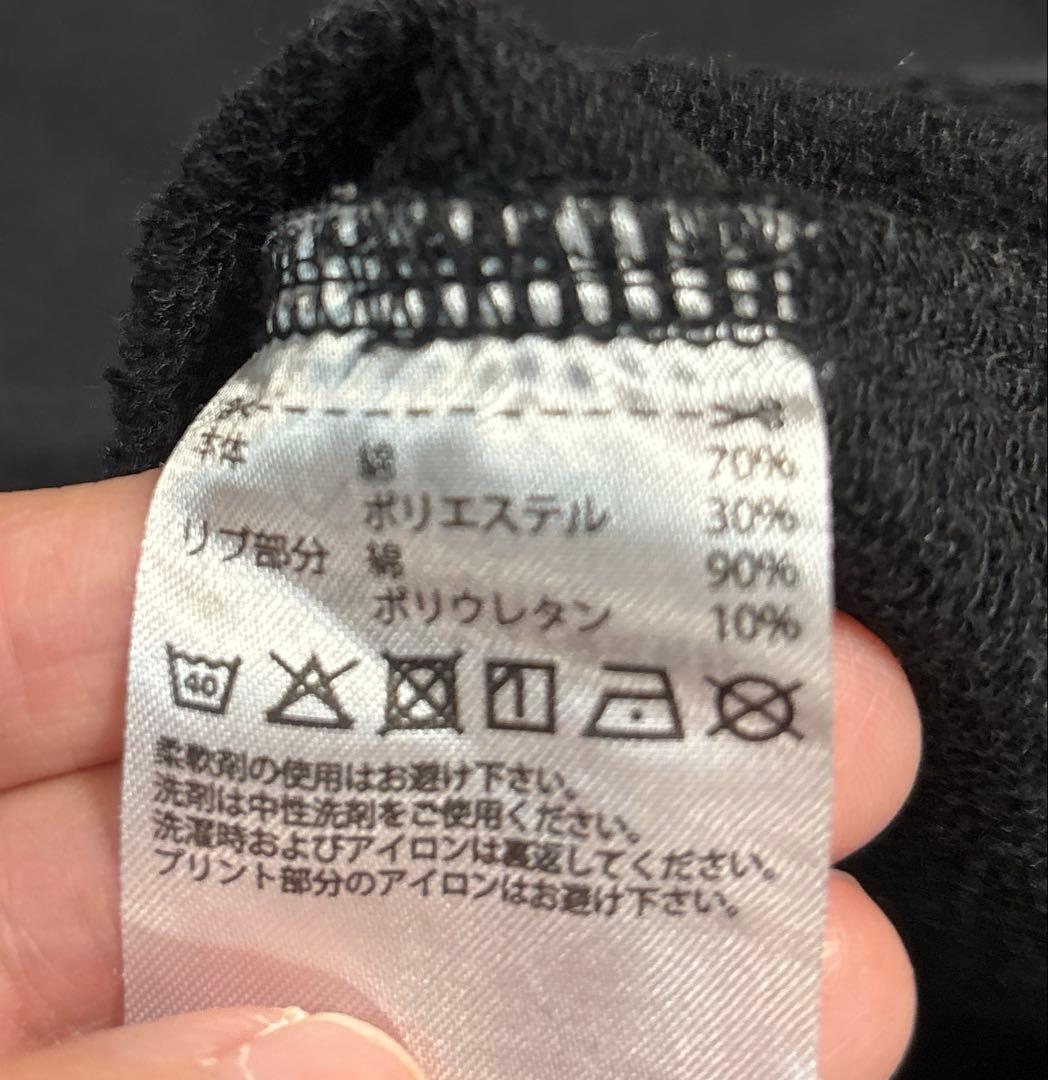 本体 綿 70%
ポリエステル 30%
リブ部分 綿 90%
ポリウレタン 10%
40
柔軟剤の使用はお避け下さい。
洗剤は中性洗剤をご使用ください。
洗濯時およびアイロンは裏返してください。
プリント部分のアイロンはお避け下さい。